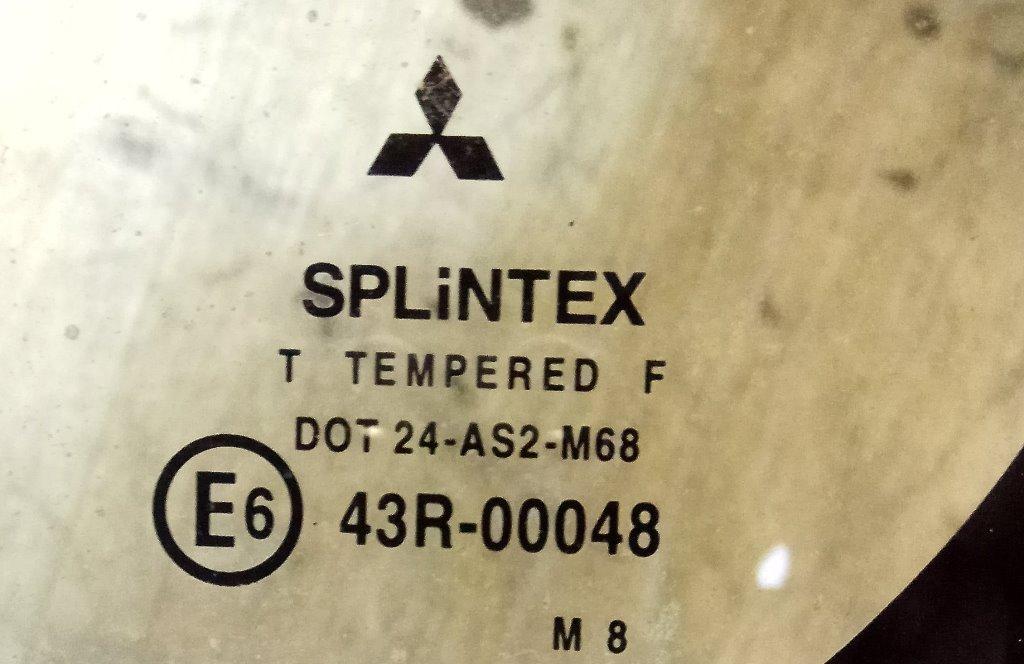 SPLiNTEX
T TEMPERED F
DOT 24-AS2-M68
E6 43R-00048
M 8